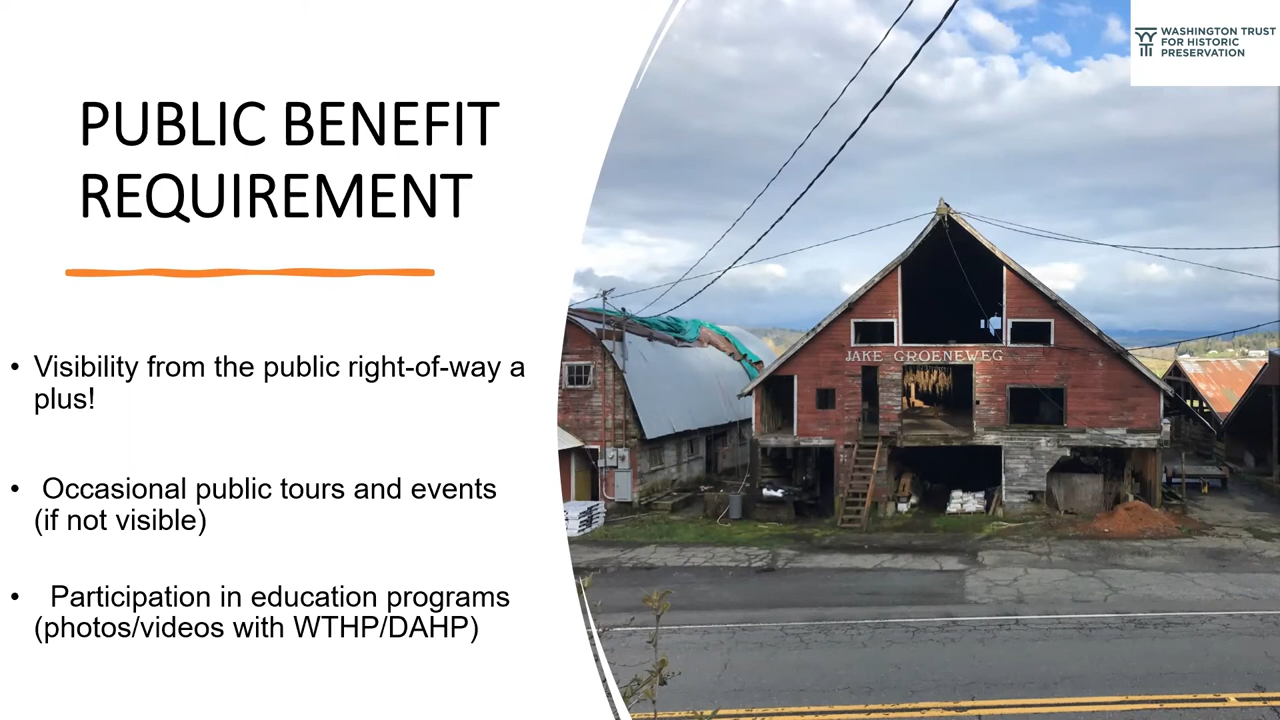 WASHINGTON TRUST
FOR HISTORIC
PRESERVATION
PUBLIC BENEFIT
REQUIREMENT
• Visibility from the public right-of-way a
plus!
• Occasional public tours and events
(if not visible)
• Participation in education programs
(photos/videos with WTHP/DAHP)
JAKE GROENEWEG